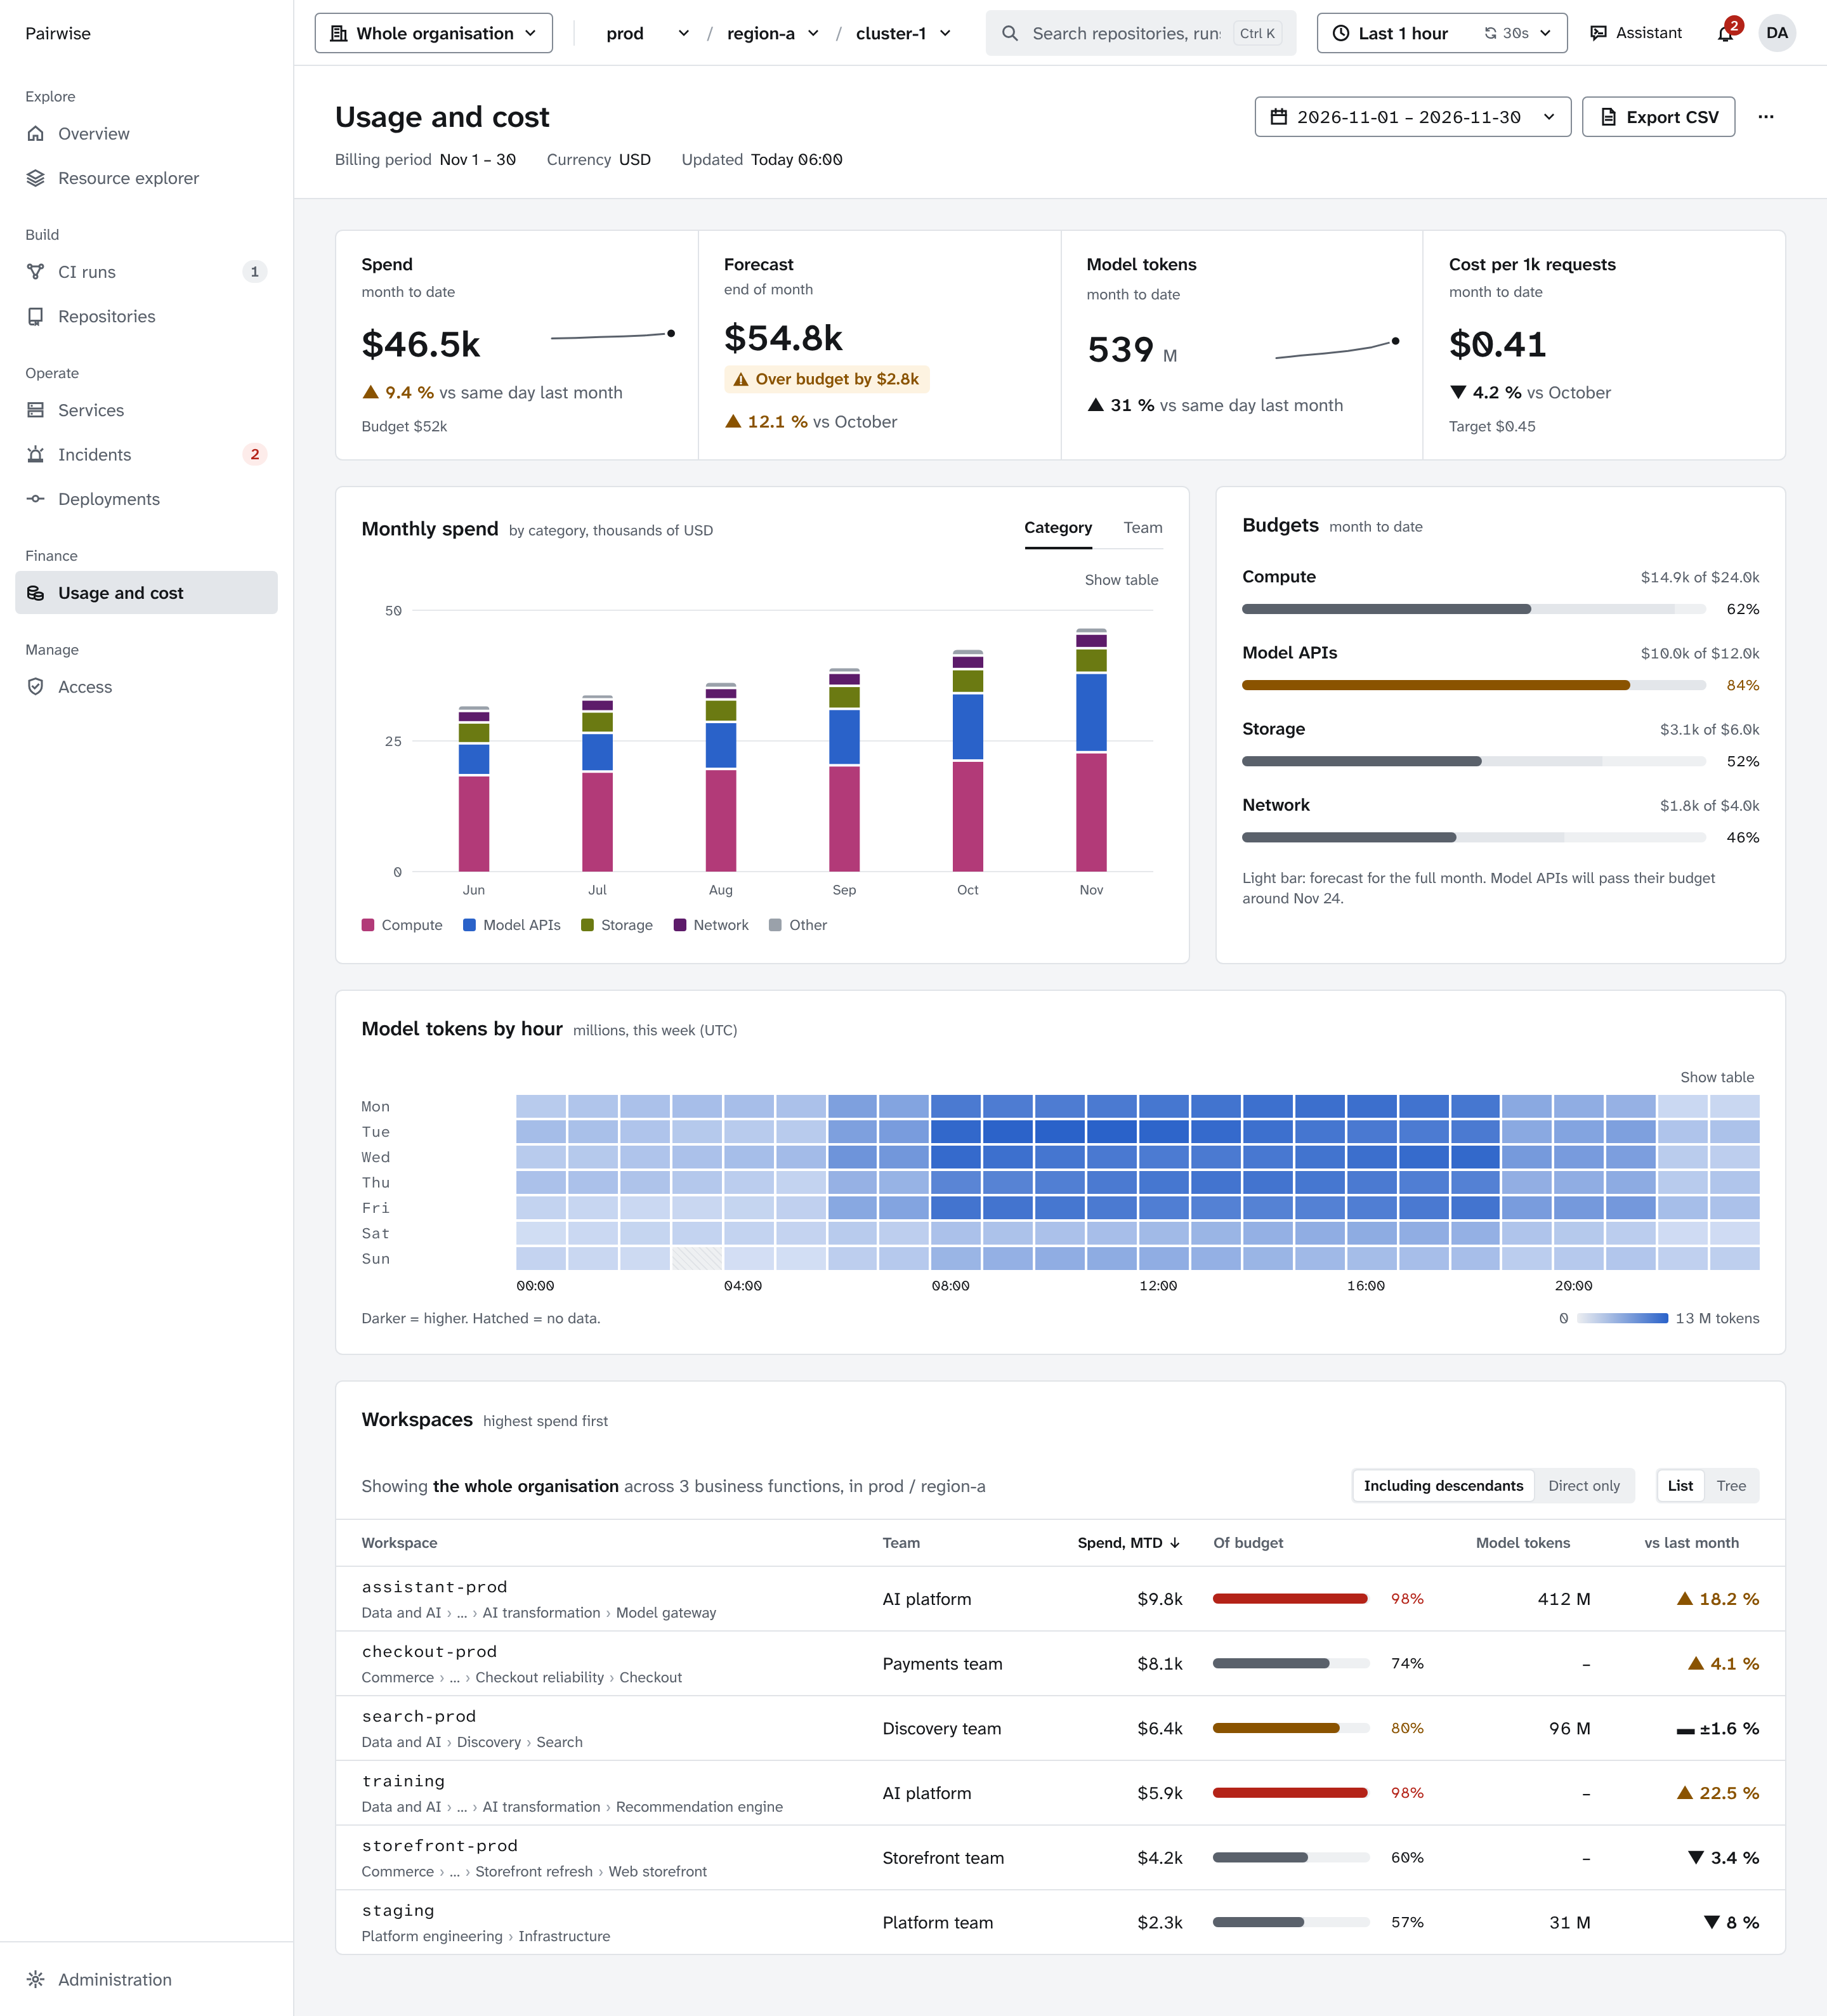 Pairwise
Whole organisation
prod / region-a / cluster-1
Search repositories, run
Ctrl K
Last 1 hour
30s
Assistant
2
DA
Explore
Overview
Resource explorer
Build
CI runs 1
Repositories
Operate
Services
Incidents 2
Deployments
Finance
Usage and cost
Manage
Access
Administration
Usage and cost
2026-11-01 – 2026-11-30
Export CSV
Billing period Nov 1 – 30 Currency USD Updated Today 06:00
Spend
month to date
$46.5k
9.4 % vs same day last month
Budget $52k
Forecast
end of month
$54.8k
Over budget by $2.8k
12.1 % vs October
Model tokens
month to date
539 M
31 % vs same day last month
Cost per 1k requests
month to date
$0.41
4.2 % vs October
Target $0.45
Monthly spend by category, thousands of USD
Category Team
Show table
50
25
0
Jun Jul Aug Sep Oct Nov
Compute Model APIs Storage Network Other
Budgets month to date
Compute $14.9k of $24.0k
62%
Model APIs $10.0k of $12.0k
84%
Storage $3.1k of $6.0k
52%
Network $1.8k of $4.0k
46%
Light bar: forecast for the full month. Model APIs will pass their budget
around Nov 24.
Model tokens by hour millions, this week (UTC)
Show table
Mon
Tue
Wed
Thu
Fri
Sat
Sun
00:00 04:00 08:00 12:00 16:00 20:00
Darker = higher. Hatched = no data.
0 13 M tokens
Workspaces highest spend first
Showing the whole organisation across 3 business functions, in prod / region-a
Including descendants Direct only
List Tree
Workspace Team Spend, MTD ↓ Of budget Model tokens vs last month
assistant-prod
Data and AI › … › AI transformation › Model gateway
AI platform $9.8k 98% 412 M 18.2 %
checkout-prod
Commerce › … › Checkout reliability › Checkout
Payments team $8.1k 74% – 4.1 %
search-prod
Data and AI › Discovery › Search
Discovery team $6.4k 80% 96 M ±1.6 %
training
Data and AI › … › AI transformation › Recommendation engine
AI platform $5.9k 98% – 22.5 %
storefront-prod
Commerce › … › Storefront refresh › Web storefront
Storefront team $4.2k 60% – 3.4 %
staging
Platform engineering › Infrastructure
Platform team $2.3k 57% 31 M 8 %